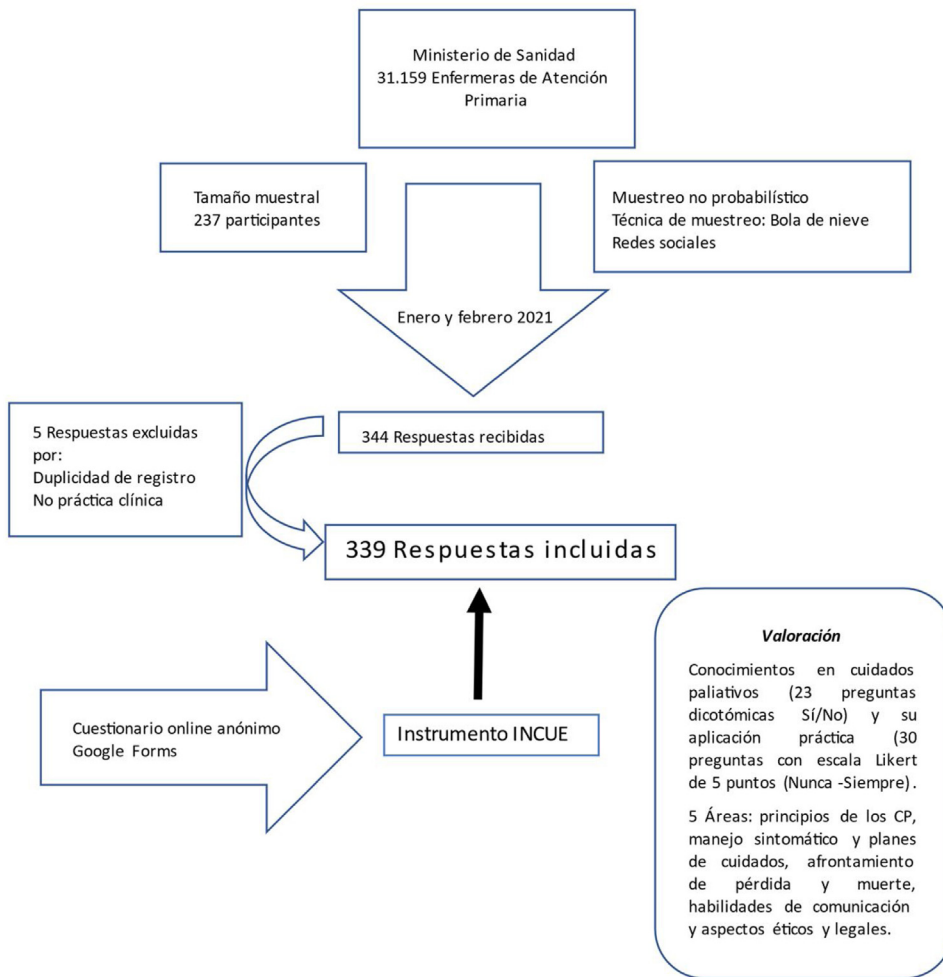 Ministerio de Sanidad
31.159 Enfermeras de Atención
Primaria
Tamaño muestral
237 participantes
Muestreo no probabilístico
Técnica de muestreo: Bola de nieve
Redes sociales
Enero y febrero 2021
5 Respuestas excluidas
por:
Duplicidad de registro
No práctica clínica
344 Respuestas recibidas
339 Respuestas incluidas
Cuestionario online anónimo
Google Forms
Instrumento INCUE
Valoración
Conocimientos en cuidados
paliativos (23 preguntas
dicotómicas Sí/No) y su
aplicación práctica (30
preguntas con escala Likert
de 5 puntos (Nunca -Siempre).
5 Áreas: principios de los CP,
manejo sintomático y planes
de cuidados, afrontamiento
de pérdida y muerte,
habilidades de comunicación
y aspectos éticos y legales.